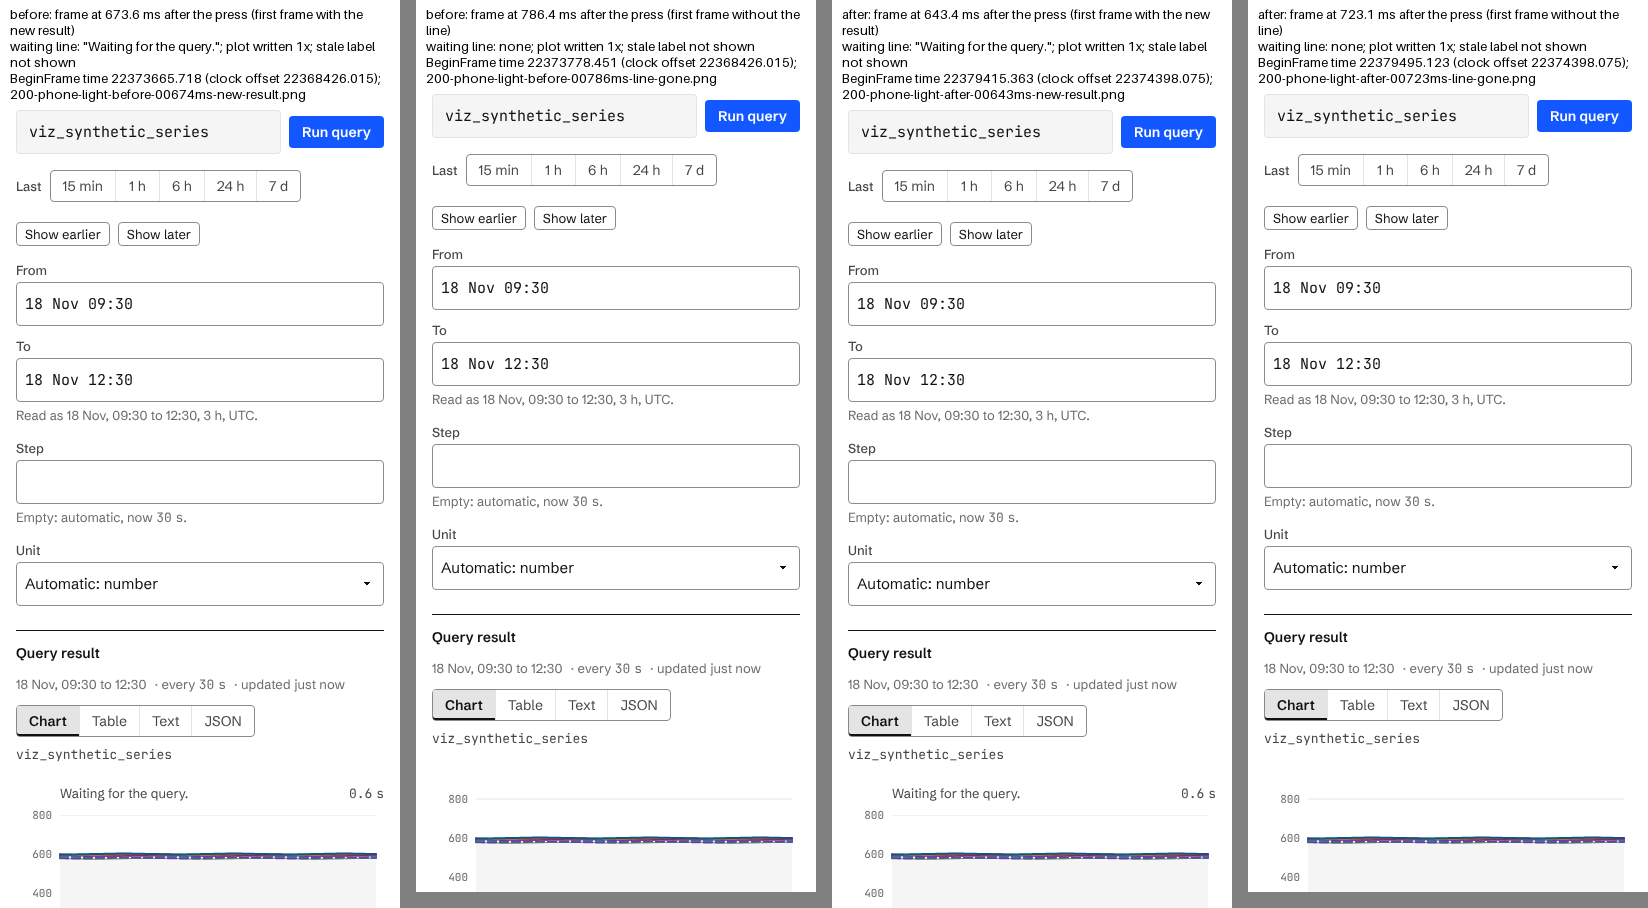 before: frame at 673.6 ms after the press (first frame with the
new result)
waiting line: "Waiting for the query."; plot written 1x; stale label
not shown
BeginFrame time 22373665.718 (clock offset 22368426.015);
200-phone-light-before-00674ms-new-result.png
viz_synthetic_series
Run query
Last
15 min
1 h
6 h
24 h
7 d
Show earlier
Show later
From
18 Nov 09:30
To
18 Nov 12:30
Read as 18 Nov, 09:30 to 12:30, 3 h, UTC.
Step
Empty: automatic, now 30 s.
Unit
Automatic: number
Query result
18 Nov, 09:30 to 12:30 · every 30 s · updated just now
Chart
Table
Text
JSON
viz_synthetic_series
Waiting for the query.
0.6 s
800
600
400
before: frame at 786.4 ms after the press (first frame without the
line)
waiting line: none; plot written 1x; stale label not shown
BeginFrame time 22373778.451 (clock offset 22368426.015);
200-phone-light-before-00786ms-line-gone.png
viz_synthetic_series
Run query
Last
15 min
1 h
6 h
24 h
7 d
Show earlier
Show later
From
18 Nov 09:30
To
18 Nov 12:30
Read as 18 Nov, 09:30 to 12:30, 3 h, UTC.
Step
Empty: automatic, now 30 s.
Unit
Automatic: number
Query result
18 Nov, 09:30 to 12:30 · every 30 s · updated just now
Chart
Table
Text
JSON
viz_synthetic_series
800
600
400
after: frame at 643.4 ms after the press (first frame with the new
result)
waiting line: "Waiting for the query."; plot written 1x; stale label
not shown
BeginFrame time 22379415.363 (clock offset 22374398.075);
200-phone-light-after-00643ms-new-result.png
viz_synthetic_series
Run query
Last
15 min
1 h
6 h
24 h
7 d
Show earlier
Show later
From
18 Nov 09:30
To
18 Nov 12:30
Read as 18 Nov, 09:30 to 12:30, 3 h, UTC.
Step
Empty: automatic, now 30 s.
Unit
Automatic: number
Query result
18 Nov, 09:30 to 12:30 · every 30 s · updated just now
Chart
Table
Text
JSON
viz_synthetic_series
Waiting for the query.
0.6 s
800
600
400
after: frame at 723.1 ms after the press (first frame without the
line)
waiting line: none; plot written 1x; stale label not shown
BeginFrame time 22379495.123 (clock offset 22374398.075);
200-phone-light-after-00723ms-line-gone.png
viz_synthetic_series
Run query
Last
15 min
1 h
6 h
24 h
7 d
Show earlier
Show later
From
18 Nov 09:30
To
18 Nov 12:30
Read as 18 Nov, 09:30 to 12:30, 3 h, UTC.
Step
Empty: automatic, now 30 s.
Unit
Automatic: number
Query result
18 Nov, 09:30 to 12:30 · every 30 s · updated just now
Chart
Table
Text
JSON
viz_synthetic_series
800
600
400